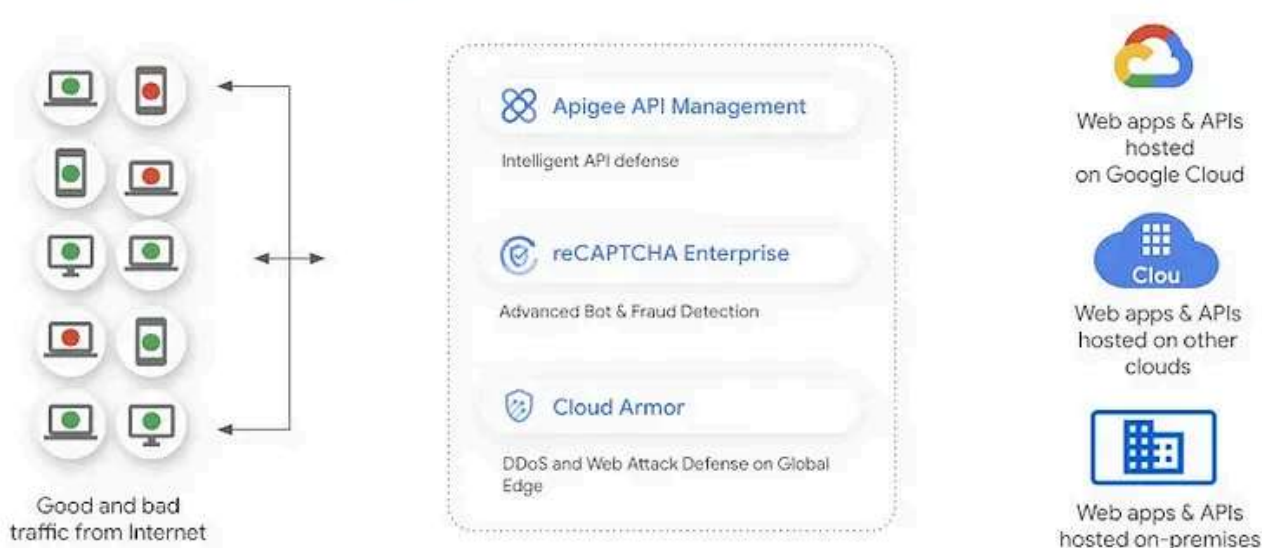 Good and bad
traffic from Internet
Apigee API Management
Intelligent API defense
reCAPTCHA Enterprise
Advanced Bot & Fraud Detection
Cloud Armor
DDoS and Web Attack Defense on Global
Edge
Web apps & APIs
hosted
on Google Cloud
Clou
Web apps & APIs
hosted on other
clouds
Web apps & APIs
hosted on-premises